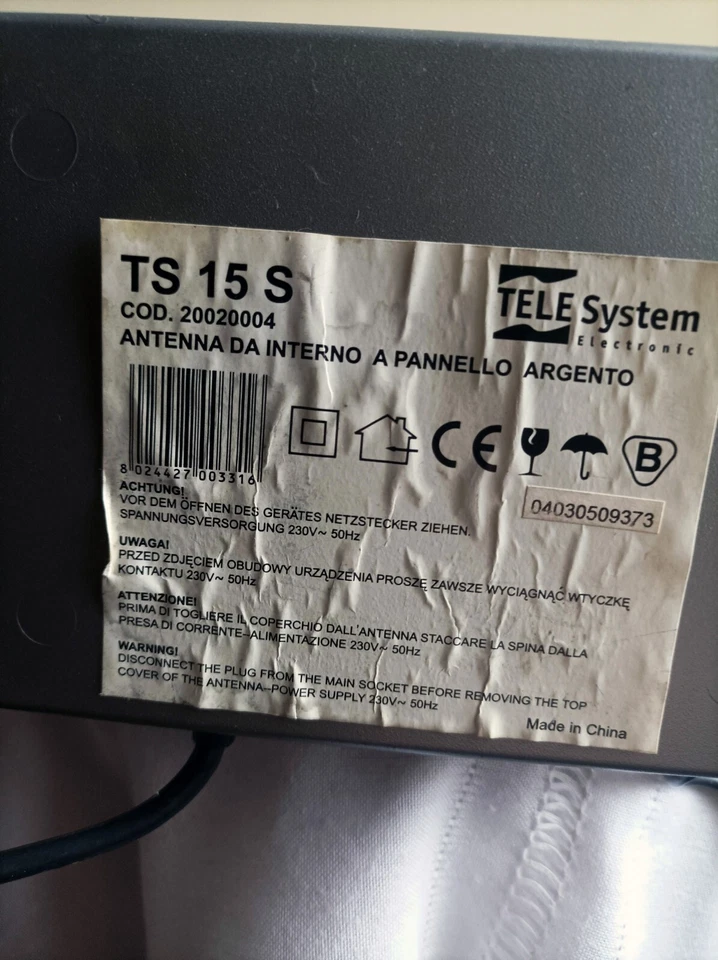 TS 15 S
COD. 20020004
ANTENNA DA INTERNO A PANNELLO ARGENTO
TELE System
Electronic
8 024427 003316
CE
B
04030509373
ACHTUNG!
VOR DEM ÖFFNEN DES GERÄTES NETZSTECKER ZIEHEN.
SPANNUNGSVERSORGUNG 230V~ 50Hz
UWAGA!
PRZED ZDJĘCIEM OBUDOWY URZĄDZENIA PROSZĘ ZAWSZE WYCIĄGNĄĆ WTYCZKĘ
KONTAKTU 230V~ 50Hz
ATTENZIONE!
PRIMA DI TOGLIERE IL COPERCHIO DALL'ANTENNA STACCARE LA SPINA DALLA
PRESA DI CORRENTE--ALIMENTAZIONE 230V~ 50Hz
WARNING!
DISCONNECT THE PLUG FROM THE MAIN SOCKET BEFORE REMOVING THE TOP
COVER OF THE ANTENNA--POWER SUPPLY 230V~ 50Hz
Made in China